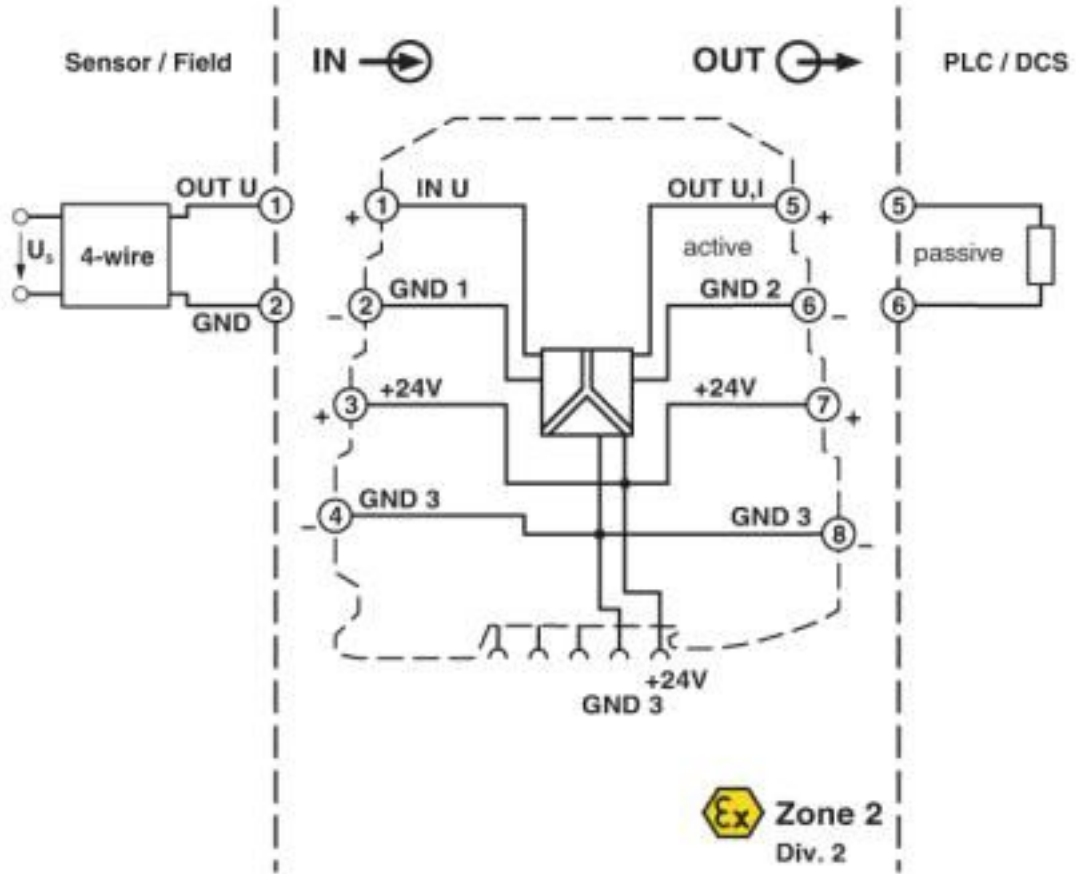 Sensor / Field
IN
OUT
PLC / DCS
OUT U
1
Us
4-wire
2
GND
+
1
IN U
OUT U,I
5
+
active
–
2
GND 1
GND 2
6
–
+
3
+24V
+24V
7
+
–
4
GND 3
GND 3
8
–
5
passive
6
+24V
GND 3
Ex
Zone 2
Div. 2